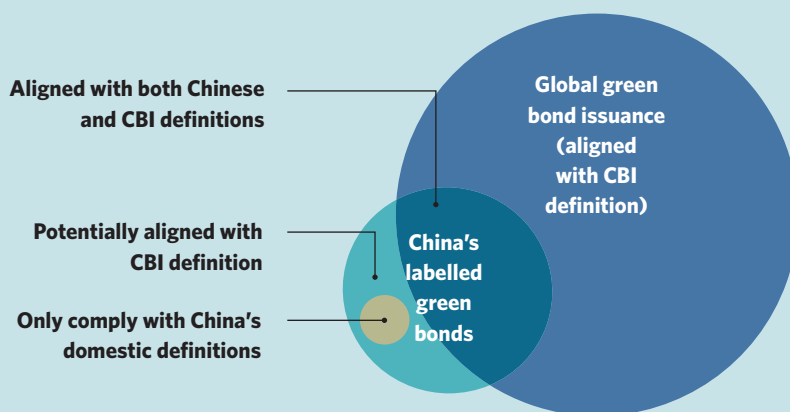 Aligned with both Chinese
and CBI definitions
Potentially aligned with
CBI definition
Only comply with China's
domestic definitions
Global green
bond issuance
(aligned
with CBI
definition)
China's
labelled
green
bonds